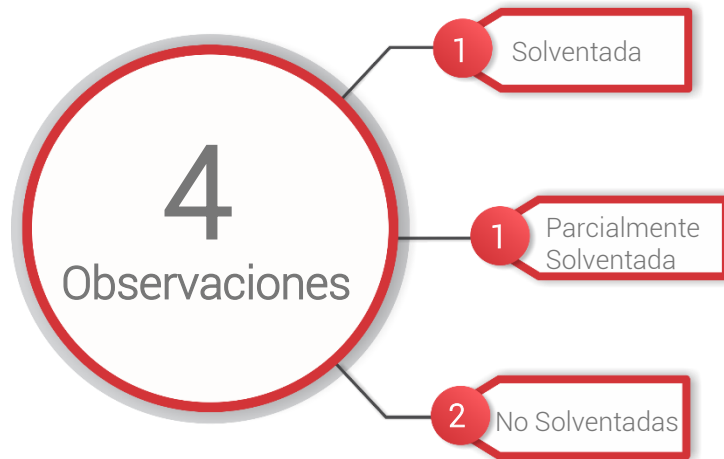 4
Observaciones
1
Solventada
1
Parcialmente
Solventada
2
No Solventadas